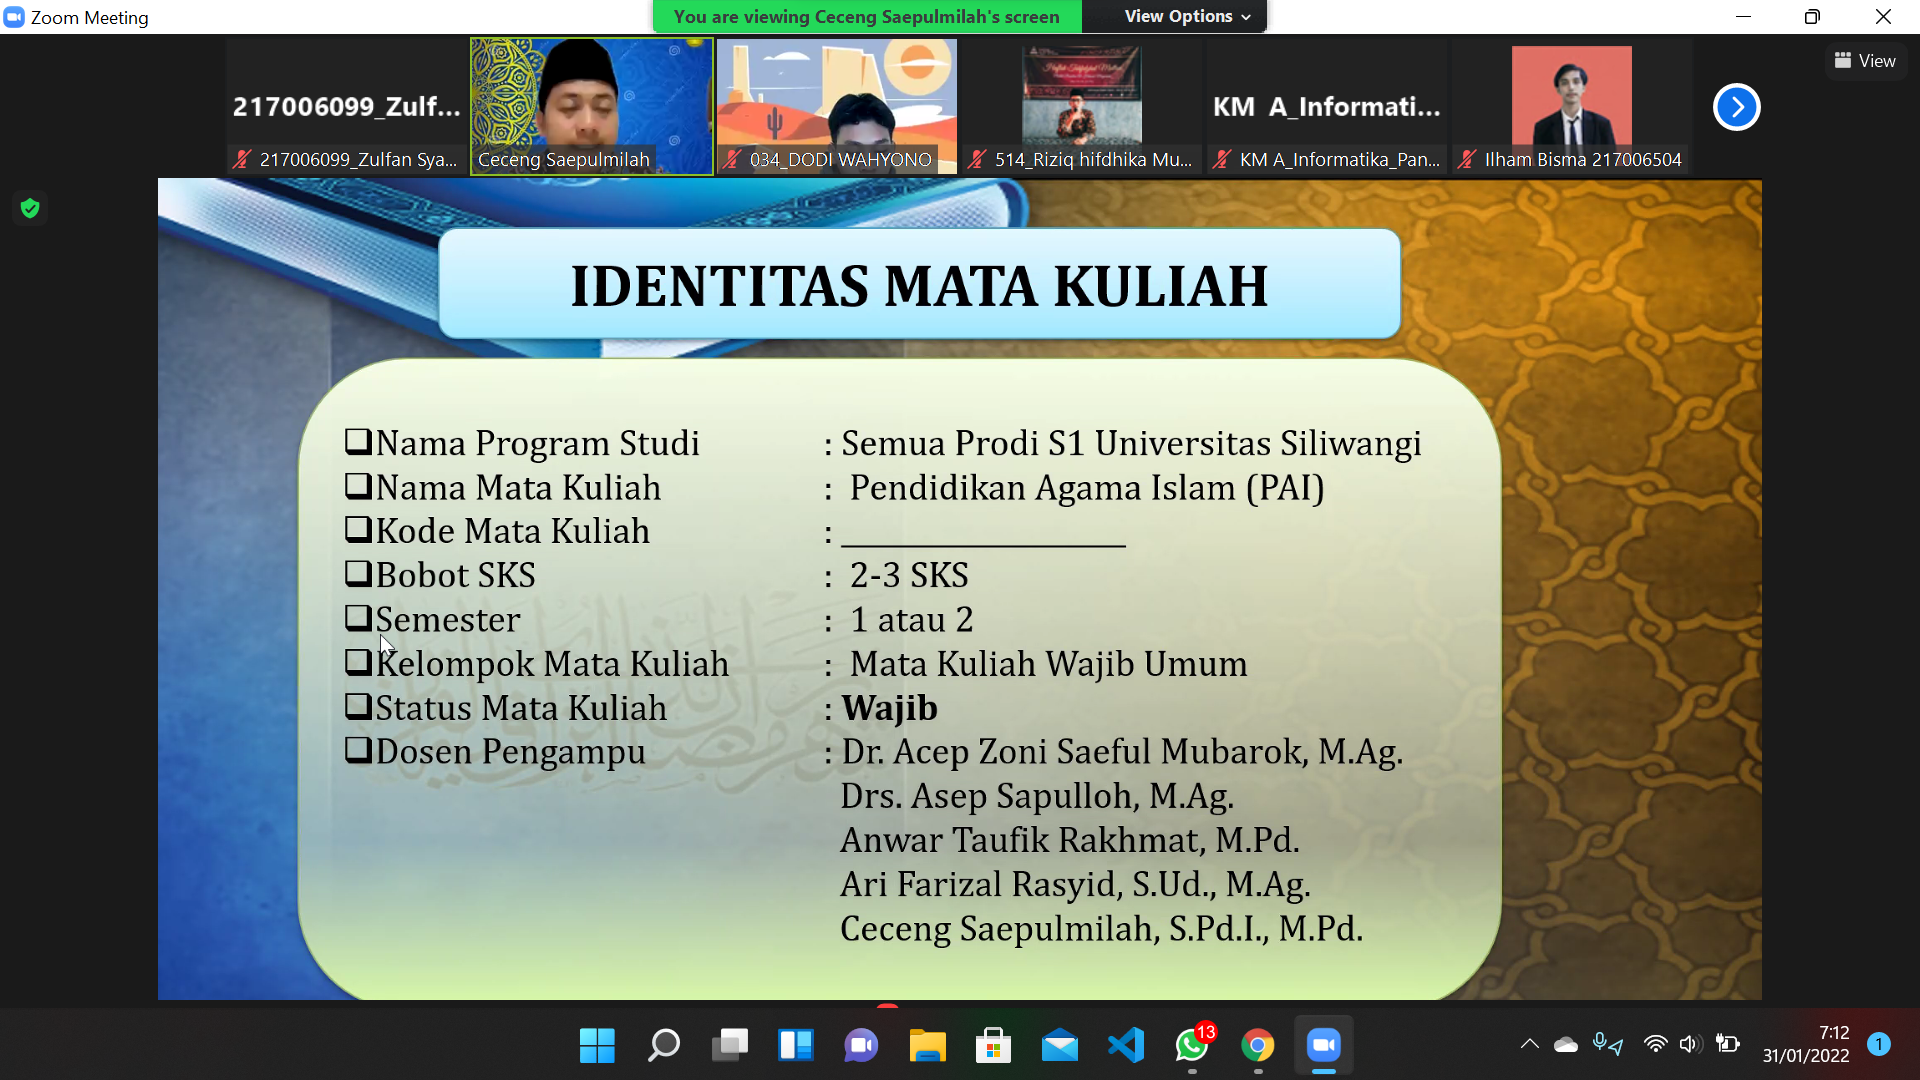 Zoom Meeting
You are viewing Ceceng Saepulmilah's screen
View Options
View
217006099_Zulf...
KM A_Informati...
217006099_Zulfan Sya...
Ceceng Saepulmilah
034_DODI WAHYONO
514_Riziq hifdhika Mu...
KM A_Informatika_Pan...
Ilham Bisma 217006504
IDENTITAS MATA KULIAH
❑Nama Program Studi : Semua Prodi S1 Universitas Siliwangi
❑Nama Mata Kuliah : Pendidikan Agama Islam (PAI)
❑Kode Mata Kuliah : ________________
❑Bobot SKS : 2-3 SKS
❑Semester : 1 atau 2
❑Kelompok Mata Kuliah : Mata Kuliah Wajib Umum
❑Status Mata Kuliah : Wajib
❑Dosen Pengampu : Dr. Acep Zoni Saeful Mubarok, M.Ag.
Drs. Asep Sapulloh, M.Ag.
Anwar Taufik Rakhmat, M.Pd.
Ari Farizal Rasyid, S.Ud., M.Ag.
Ceceng Saepulmilah, S.Pd.I., M.Pd.
13
7:12
31/01/2022
1